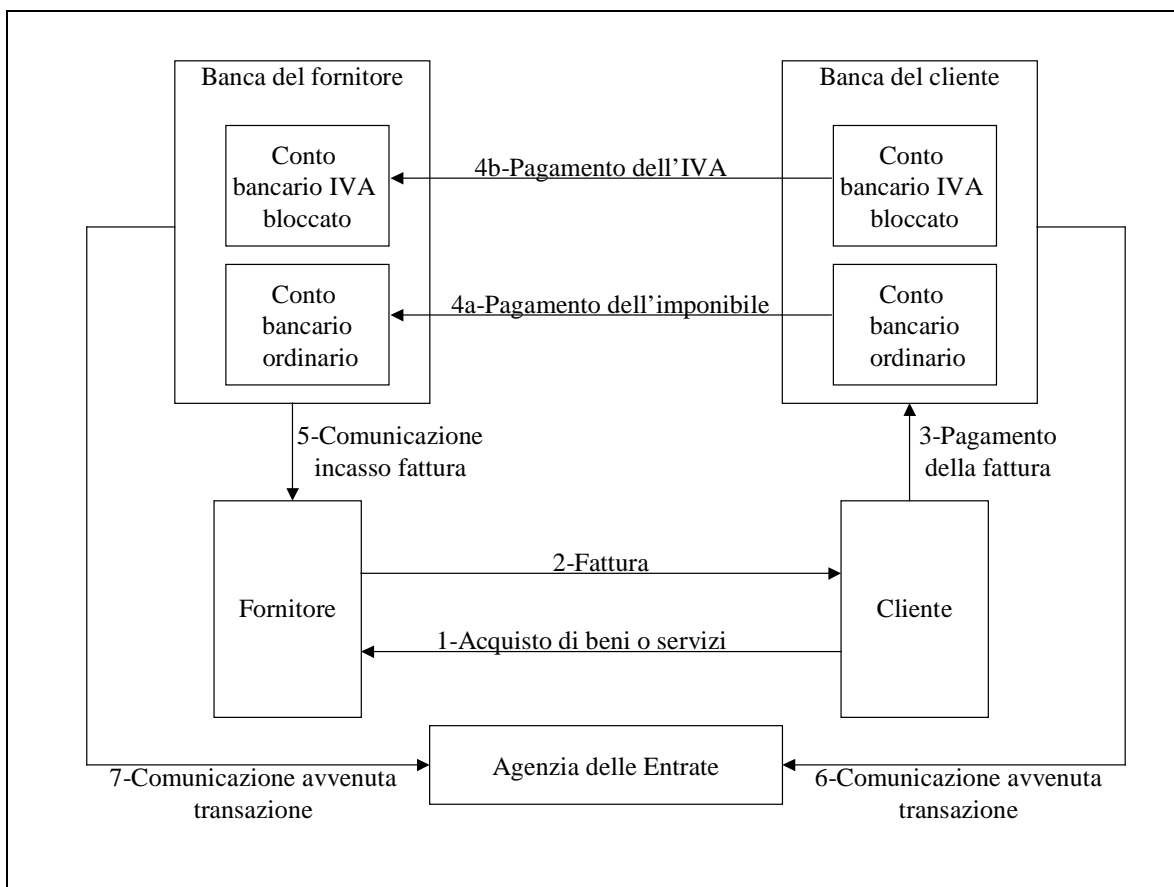 Banca del fornitore
Banca del cliente
Conto
bancario IVA
bloccato
4b-Pagamento dell’IVA
Conto
bancario IVA
bloccato
Conto
bancario
ordinario
4a-Pagamento dell’imponibile
Conto
bancario
ordinario
5-Comunicazione
incasso fattura
3-Pagamento
della fattura
2-Fattura
Fornitore
Cliente
1-Acquisto di beni o servizi
Agenzia delle Entrate
7-Comunicazione avvenuta
transazione
6-Comunicazione avvenuta
transazione